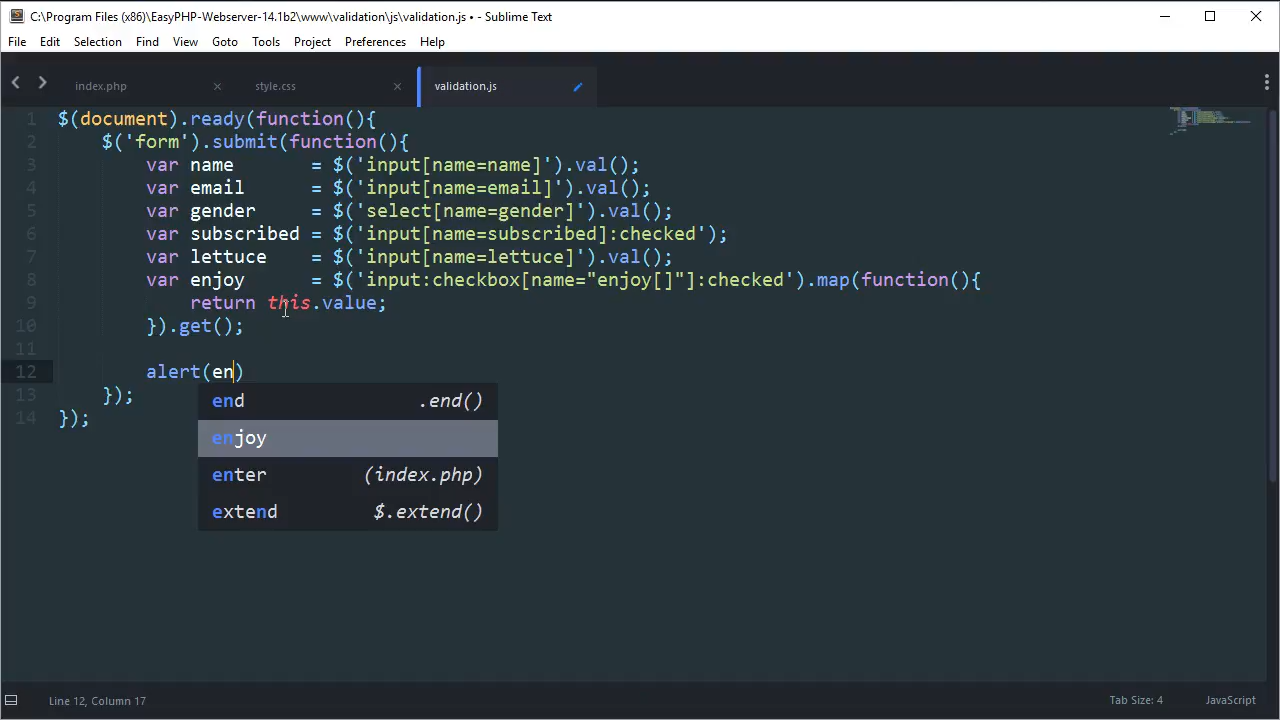 C:\Program Files (x86)\EasyPHP-Webserver-14.1b2\www\validation\js\validation.js • - Sublime Text
File Edit Selection Find View Goto Tools Project Preferences Help
index.php style.css validation.js
1 $(document).ready(function(){
2 $('form').submit(function(){
3 var name = $('input[name=name]').val();
4 var email = $('input[name=email]').val();
5 var gender = $('select[name=gender]').val();
6 var subscribed = $('input[name=subscribed]:checked');
7 var lettuce = $('input[name=lettuce]').val();
8 var enjoy = $('input:checkbox[name="enjoy[]"]:checked').map(function(){
9 return this.value;
10 }).get();
11
12 alert(en)
13 });
14 });
end .end()
enjoy
enter (index.php)
extend $.extend()
Line 12, Column 17 Tab Size: 4 JavaScript